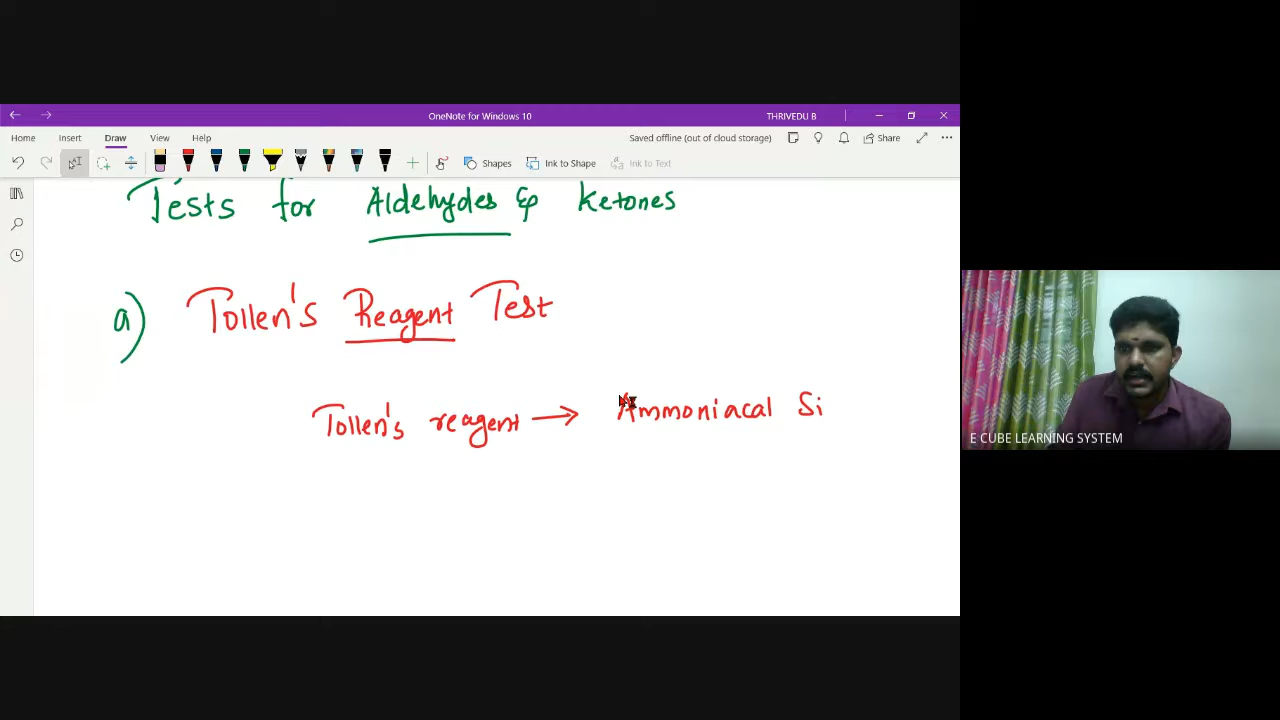 OneNote for Windows 10
THRIVEDU B
Home Insert Draw View Help
Saved offline (out of cloud storage)
Share
Shapes
Ink to Shape
Ink to Text
Tests for Aldehydes & Ketones
a) Tollen's Reagent Test
Tollen's reagent → Ammoniacal Si
E CUBE LEARNING SYSTEM